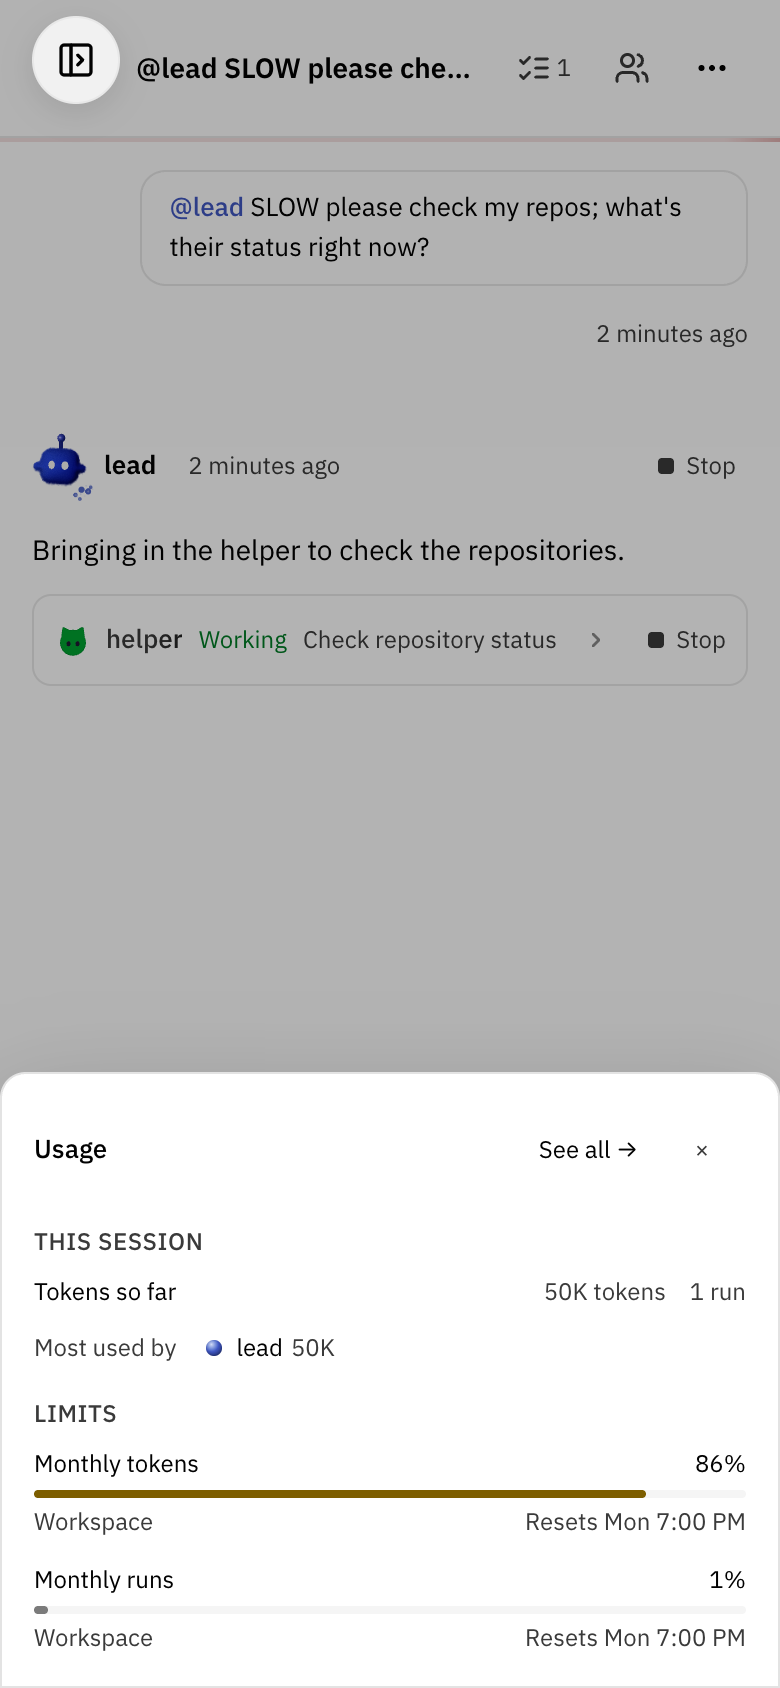 @lead SLOW please che...
1
@lead SLOW please check my repos; what's
their status right now?
2 minutes ago
lead 2 minutes ago Stop
Bringing in the helper to check the repositories.
helper Working Check repository status Stop
Usage See all → ×
THIS SESSION
Tokens so far 50K tokens 1 run
Most used by lead 50K
LIMITS
Monthly tokens 86%
Workspace Resets Mon 7:00 PM
Monthly runs 1%
Workspace Resets Mon 7:00 PM